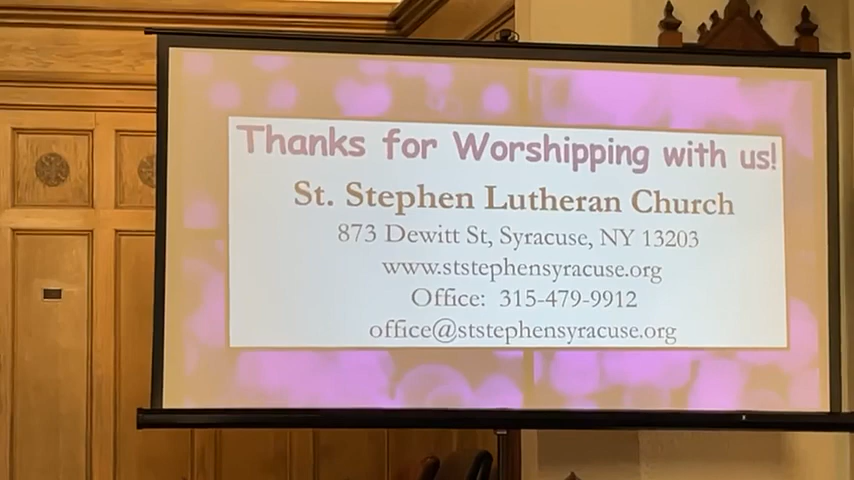 Thanks for Worshipping with us!
St. Stephen Lutheran Church
873 Dewitt St, Syracuse, NY 13203
www.ststephensyracuse.org
Office: 315-479-9912
office@ststephensyracuse.org